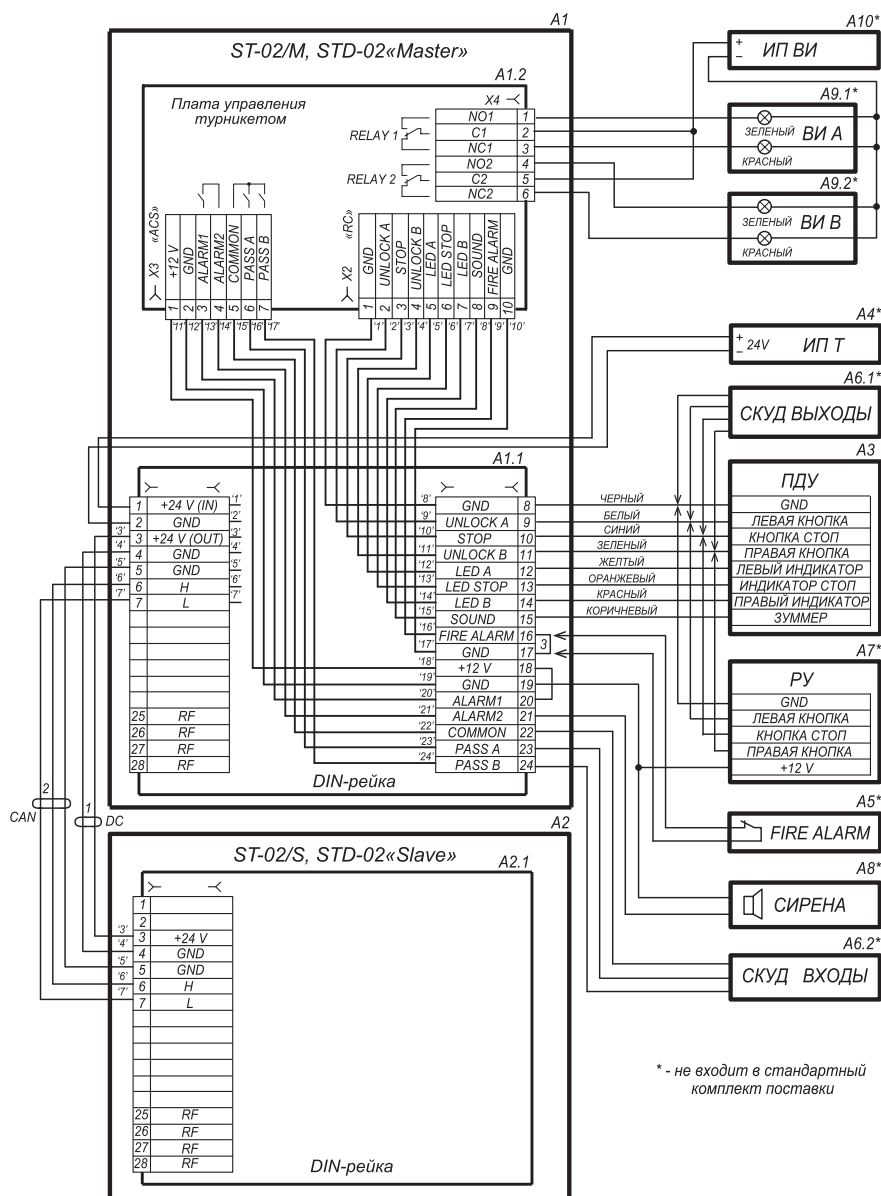 A1
ST-02/M, STD-02«Master»
A1.2
Плата управления
турникетом
X4
RELAY 1
RELAY 2
NO1 1
C1 2
NC1 3
NO2 4
C2 5
NC2 6
X3 «ACS»
+12 V
GND
ALARM1
ALARM2
COMMON
PASS A
PASS B
1 2 3 4 5 6 7
'11' '12' '13' '14' '15' '16' '17'
X2 «RC»
GND
UNLOCK A
STOP
UNLOCK B
LED A
LED STOP
LED B
SOUND
FIRE ALARM
GND
1 2 3 4 5 6 7 8 9 10
'1' '2' '3' '4' '5' '6' '7' '8' '9' '10'
A10*
+
– ИП ВИ
A9.1*
ЗЕЛЕНЫЙ
ВИ А
КРАСНЫЙ
A9.2*
ЗЕЛЕНЫЙ
ВИ В
КРАСНЫЙ
A4*
+
– 24V ИП Т
A6.1*
СКУД ВЫХОДЫ
A1.1
1 +24 V (IN) '1'
2 GND '2'
'3' 3 +24 V (OUT) '3'
'4' 4 GND '4'
'5' 5 GND '5'
'6' 6 H '6'
'7' 7 L '7'
25 RF
26 RF
27 RF
28 RF
'8' GND 8 ЧЕРНЫЙ
'9' UNLOCK A 9 БЕЛЫЙ
'10' STOP 10 СИНИЙ
'11' UNLOCK B 11 ЗЕЛЕНЫЙ
'12' LED A 12 ЖЕЛТЫЙ
'13' LED STOP 13 ОРАНЖЕВЫЙ
'14' LED B 14 КРАСНЫЙ
'15' SOUND 15 КОРИЧНЕВЫЙ
'16' FIRE ALARM 16
3
'17' GND 17
'18' +12 V 18
'19' GND 19
'20' ALARM1 20
'21' ALARM2 21
'22' COMMON 22
'23' PASS A 23
'24' PASS B 24
DIN-рейка
A3
ПДУ
GND
ЛЕВАЯ КНОПКА
КНОПКА СТОП
ПРАВАЯ КНОПКА
ЛЕВЫЙ ИНДИКАТОР
ИНДИКАТОР СТОП
ПРАВЫЙ ИНДИКАТОР
ЗУММЕР
A7*
РУ
GND
ЛЕВАЯ КНОПКА
КНОПКА СТОП
ПРАВАЯ КНОПКА
+12 V
A5*
FIRE ALARM
A8*
СИРЕНА
A6.2*
СКУД ВХОДЫ
2
CAN
1
DC
A2
ST-02/S, STD-02«Slave»
A2.1
1
2
'3' 3 +24 V
'4' 4 GND
'5' 5 GND
'6' 6 H
'7' 7 L
25 RF
26 RF
27 RF
28 RF
DIN-рейка
* - не входит в стандартный
комплект поставки